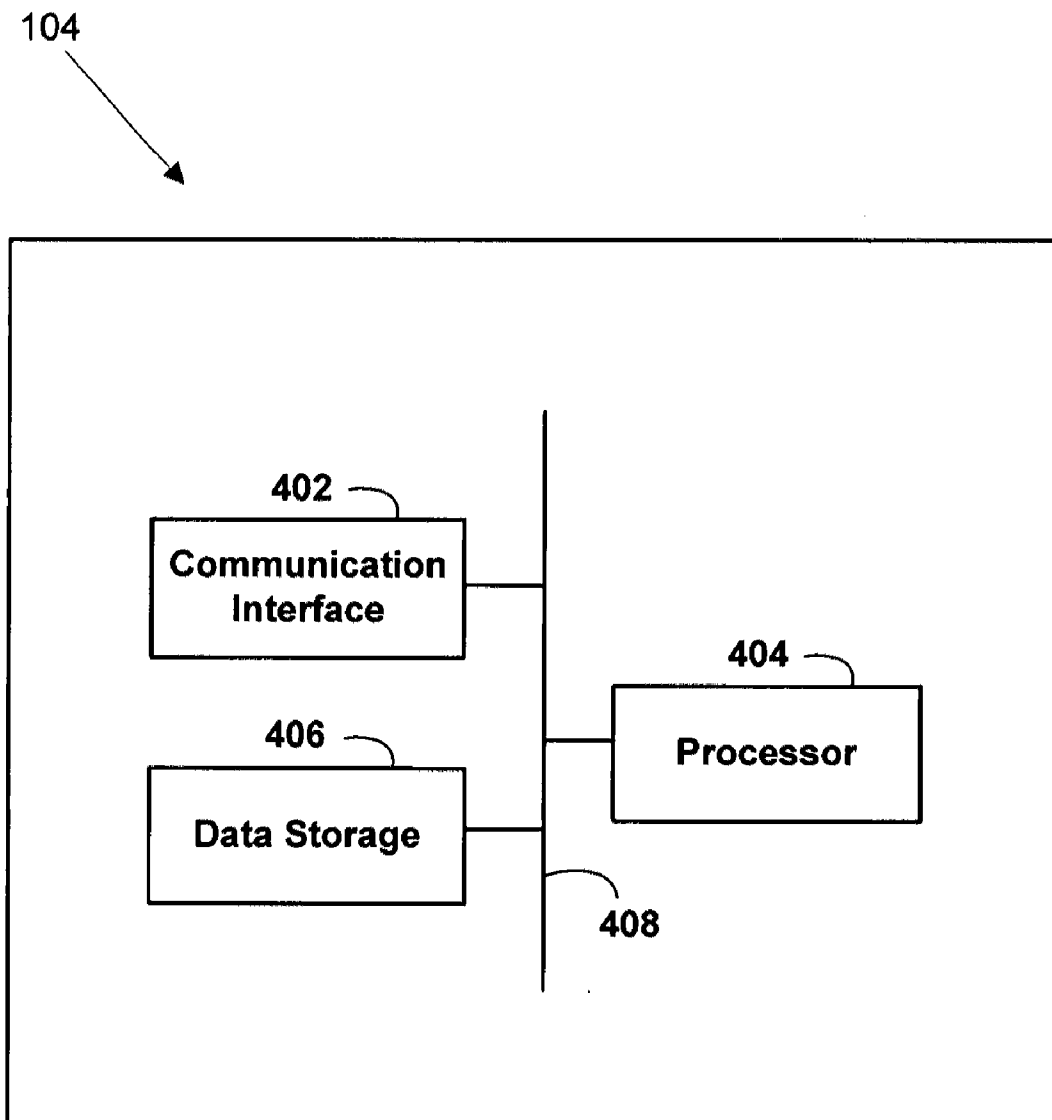 104
402
Communication
Interface
404
Processor
406
Data Storage
408